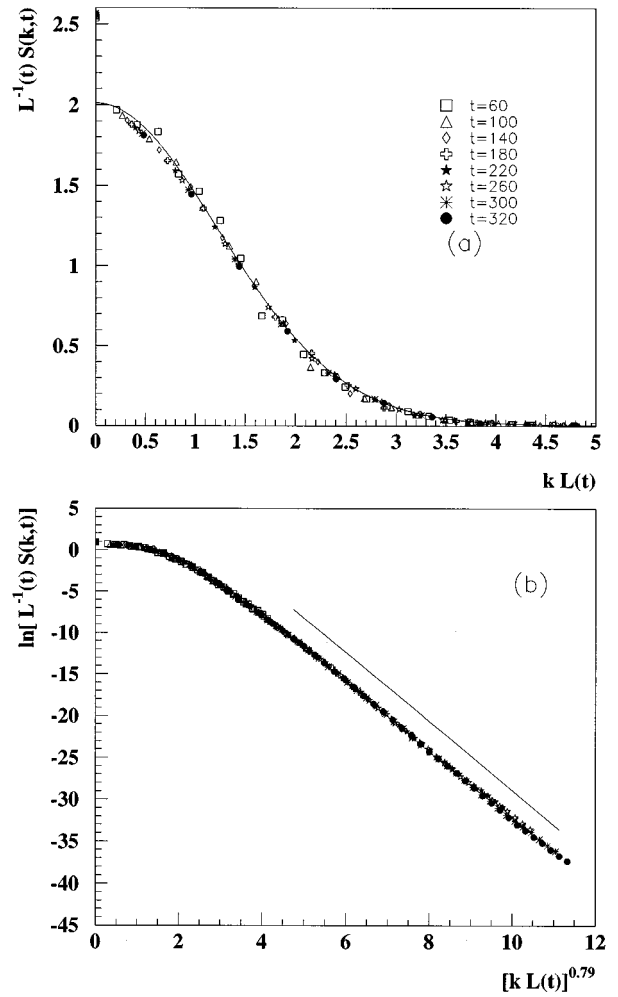 L⁻¹(t) S(k,t)
2.5
2
1.5
1
0.5
0
t=60
t=100
t=140
t=180
t=220
t=260
t=300
t=320
(a)
0 0.5 1 1.5 2 2.5 3 3.5 4 4.5 5
k L(t)
ln[ L⁻¹(t) S(k,t)]
5
0
-5
-10
-15
-20
-25
-30
-35
-40
-45
(b)
0 2 4 6 8 10 12
[k L(t)]^0.79